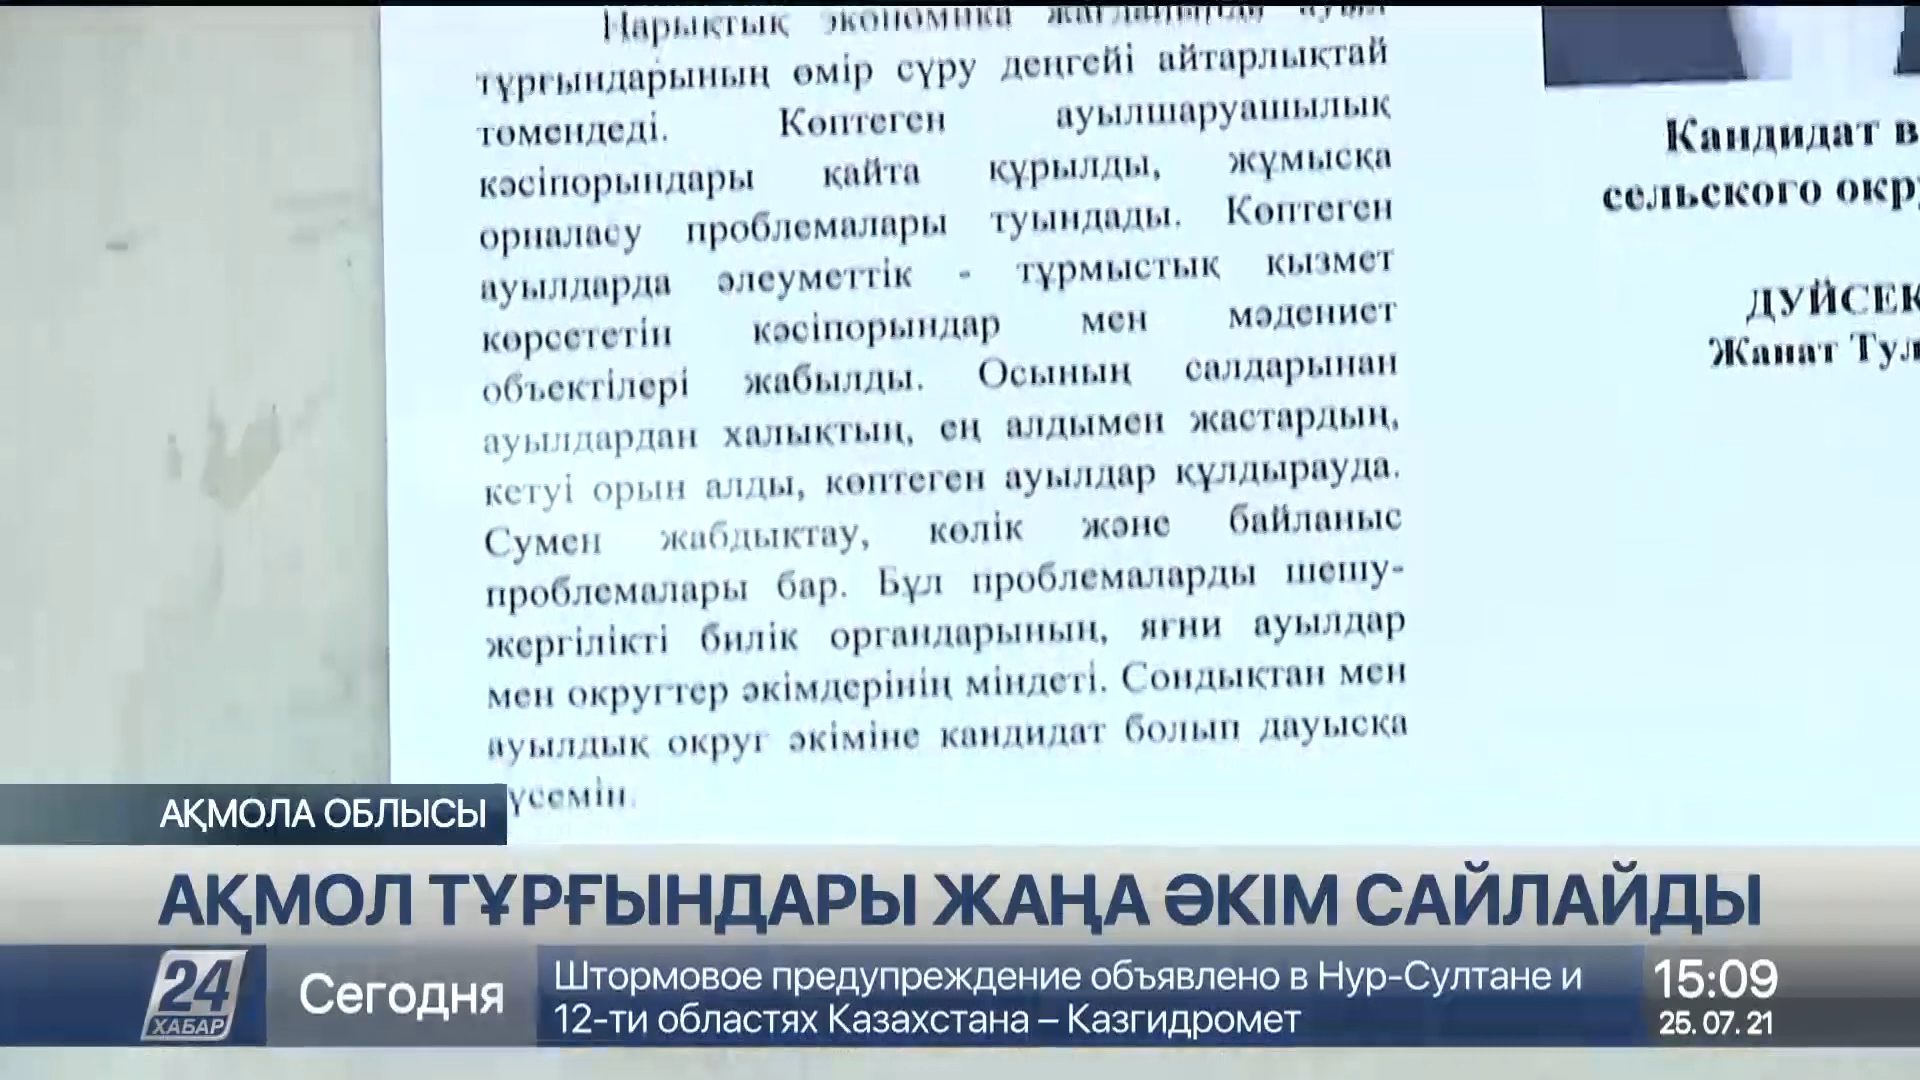 Нарықтық экономика жағдайында ауыл
тұрғындарының өмір сүру деңгейі айтарлықтай
төмендеді. Көптеген ауылшаруашылық
кәсіпорындары қайта құрылды, жұмысқа
орналасу проблемалары туындады. Көптеген
ауылдарда әлеуметтік - тұрмыстық қызмет
көрсететін кәсіпорындар мен мәдениет
объектілері жабылды. Осының салдарынан
ауылдардан халықтың, ең алдымен жастардың,
кетуі орын алды, көптеген ауылдар құлдырауда.
Сумен жабдықтау, көлік және байланыс
проблемалары бар. Бұл проблемаларды шешу-
жергілікті билік органдарының, яғни ауылдар
мен округтер әкімдерінің міндеті. Сондықтан мен
ауылдық округ әкіміне кандидат болып дауысқа
үсемін.
Кандидат в
сельского окру
ДУЙСЕК
Жанат Тул
АҚМОЛА ОБЛЫСЫ
АҚМОЛ ТҰРҒЫНДАРЫ ЖАҢА ӘКІМ САЙЛАЙДЫ
24
ХАБАР
Сегодня
Штормовое предупреждение объявлено в Нур-Султане и
12-ти областях Казахстана – Казгидромет
15:09
25. 07. 21